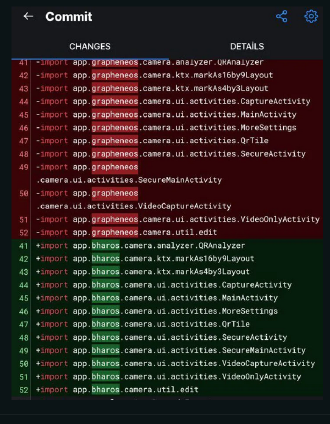 Commit
CHANGES DETAİLS
41 -import app.grapheneos.camera.analyzer.QRAnalyzer
42 -import app.grapheneos.camera.ktx.markAs16by9Layout
43 -import app.grapheneos.camera.ktx.markAs4by3Layout
44 -import app.grapheneos.camera.ui.activities.CaptureActivity
45 -import app.grapheneos.camera.ui.activities.MainActivity
46 -import app.grapheneos.camera.ui.activities.MoreSettings
47 -import app.grapheneos.camera.ui.activities.QrTile
48 -import app.grapheneos.camera.ui.activities.SecureActivity
49 -import app.grapheneos
.camera.ui.activities.SecureMainActivity
50 -import app.grapheneos
.camera.ui.activities.VideoCaptureActivity
51 -import app.grapheneos.camera.ui.activities.VideoOnlyActivity
52 -import app.grapheneos.camera.util.edit
41 +import app.bharos.camera.analyzer.QRAnalyzer
42 +import app.bharos.camera.ktx.markAs16by9Layout
43 +import app.bharos.camera.ktx.markAs4by3Layout
44 +import app.bharos.camera.ui.activities.CaptureActivity
45 +import app.bharos.camera.ui.activities.MainActivity
46 +import app.bharos.camera.ui.activities.MoreSettings
47 +import app.bharos.camera.ui.activities.QrTile
48 +import app.bharos.camera.ui.activities.SecureActivity
49 +import app.bharos.camera.ui.activities.SecureMainActivity
50 +import app.bharos.camera.ui.activities.VideoCaptureActivity
51 +import app.bharos.camera.ui.activities.VideoOnlyActivity
52 +import app.bharos.camera.util.edit